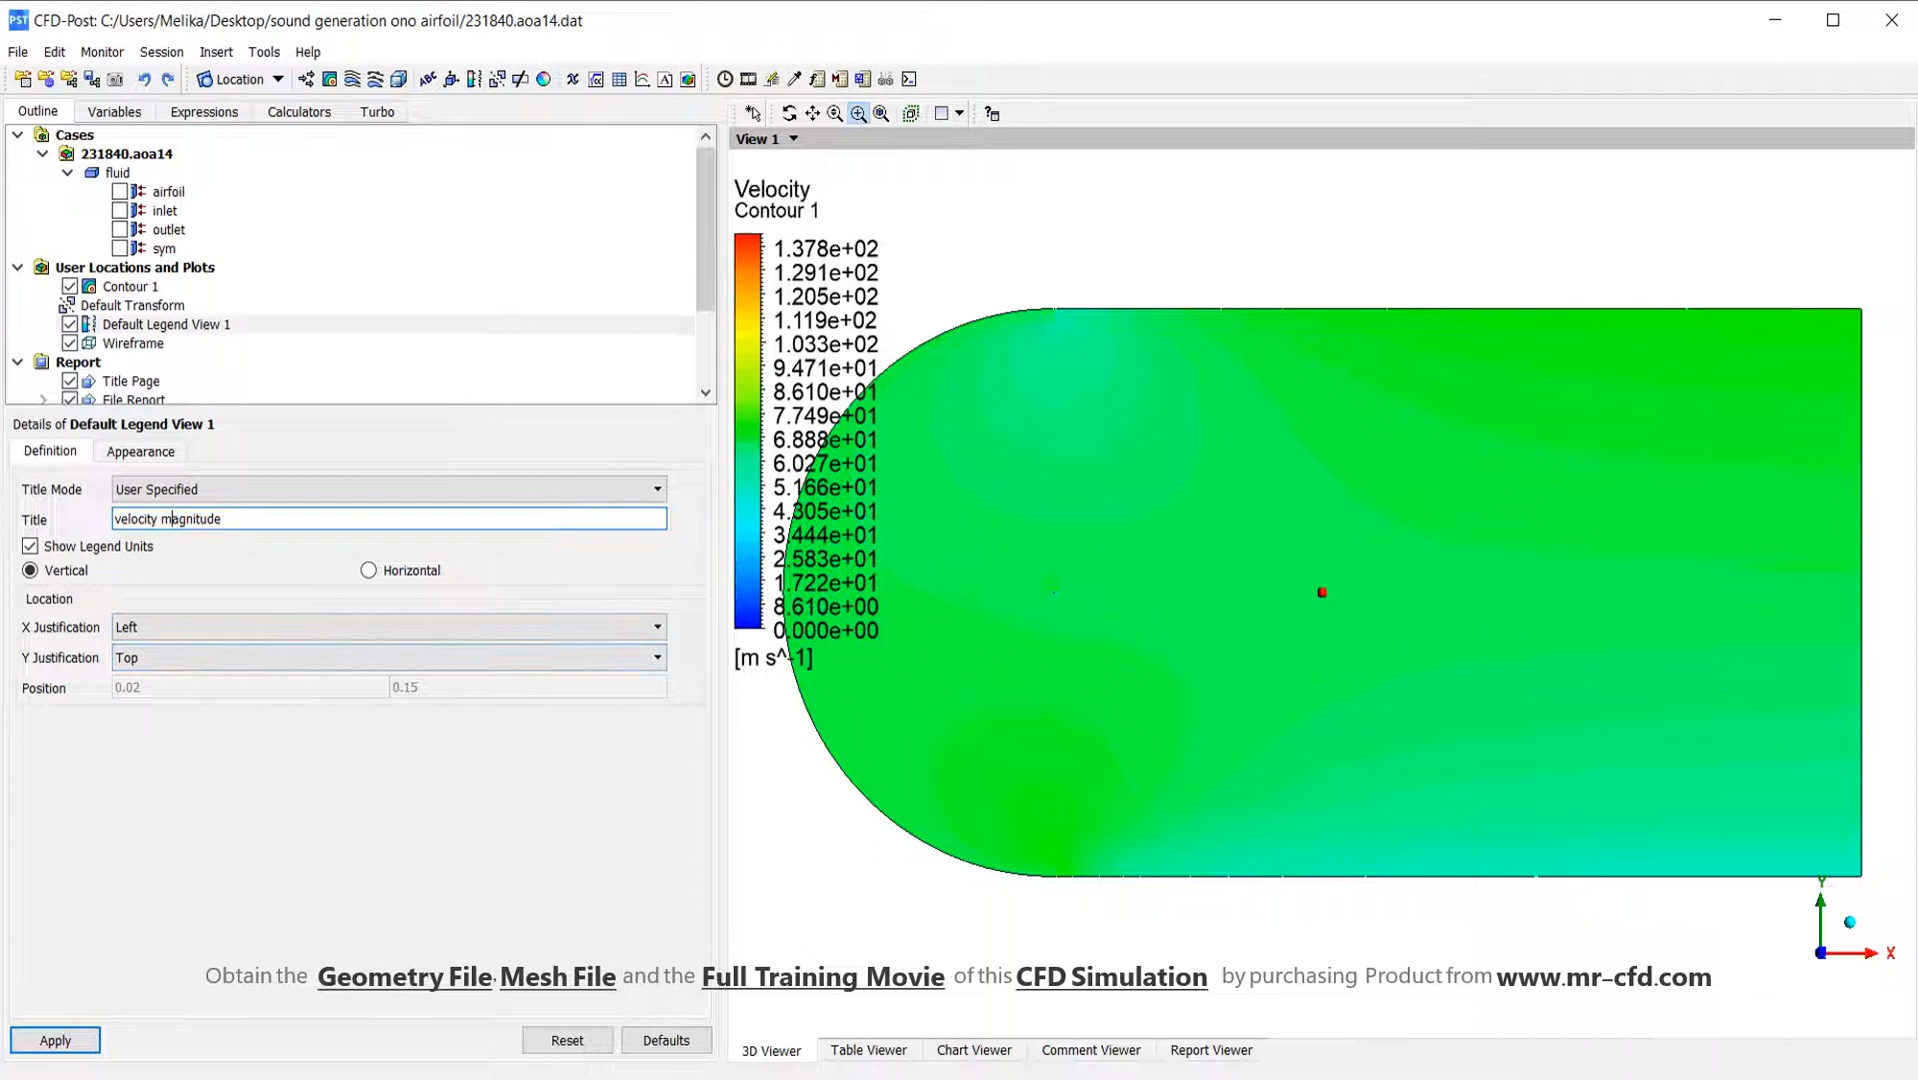 CFD-Post: C:/Users/Melika/Desktop/sound generation ono airfoil/231840.aoa14.dat
File Edit Monitor Session Insert Tools Help
Location
Outline Variables Expressions Calculators Turbo
Cases
231840.aoa14
fluid
airfoil
inlet
outlet
sym
User Locations and Plots
Contour 1
Default Transform
Default Legend View 1
Wireframe
Report
Title Page
File Report
Details of Default Legend View 1
Definition Appearance
Title Mode User Specified
Title velocity magnitude
Show Legend Units
Vertical Horizontal
Location
X Justification Left
Y Justification Top
Position 0.02 0.15
Apply Reset Defaults
View 1
Velocity
Contour 1
1.378e+02
1.291e+02
1.205e+02
1.119e+02
1.033e+02
9.471e+01
8.610e+01
7.749e+01
6.888e+01
6.027e+01
5.166e+01
4.305e+01
3.444e+01
2.583e+01
1.722e+01
8.610e+00
0.000e+00
[m s^-1]
Y
X
Obtain the Geometry File, Mesh File and the Full Training Movie of this CFD Simulation by purchasing Product from www.mr-cfd.com
3D Viewer Table Viewer Chart Viewer Comment Viewer Report Viewer